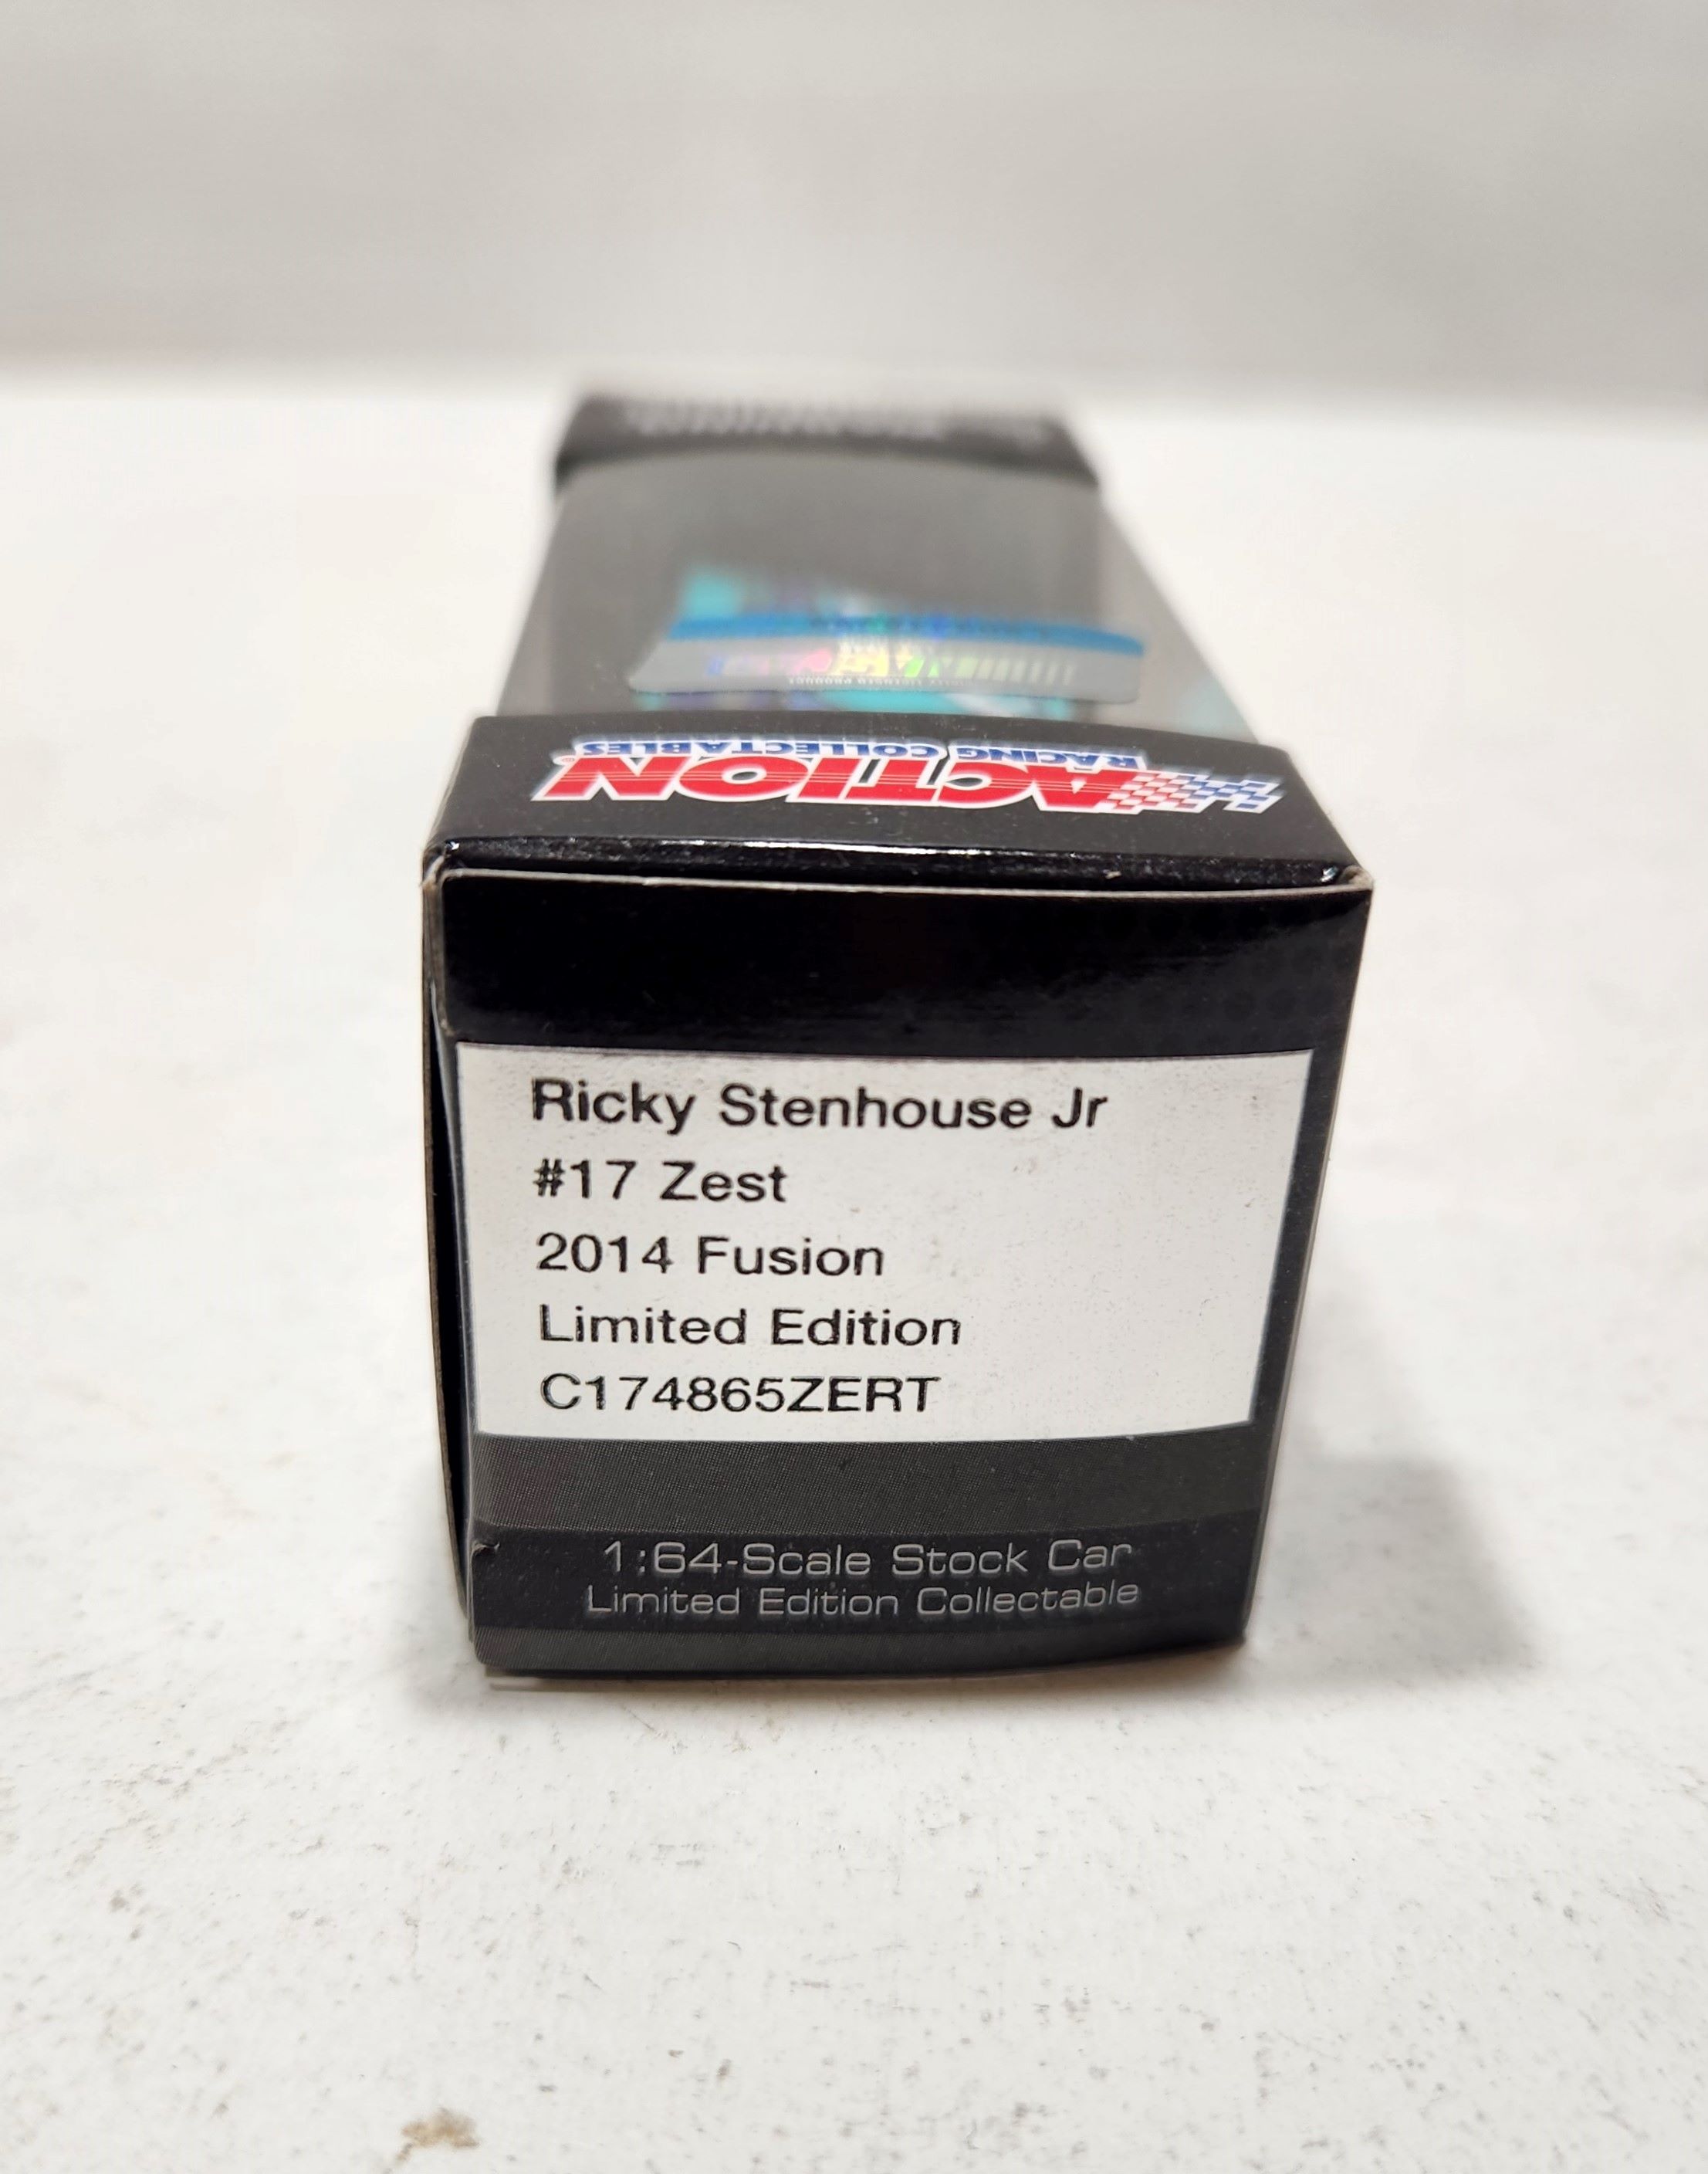 ACTION
RACING COLLECTABLES
Ricky Stenhouse Jr
#17 Zest
2014 Fusion
Limited Edition
C174865ZERT
1:64-Scale Stock Car
Limited Edition Collectable